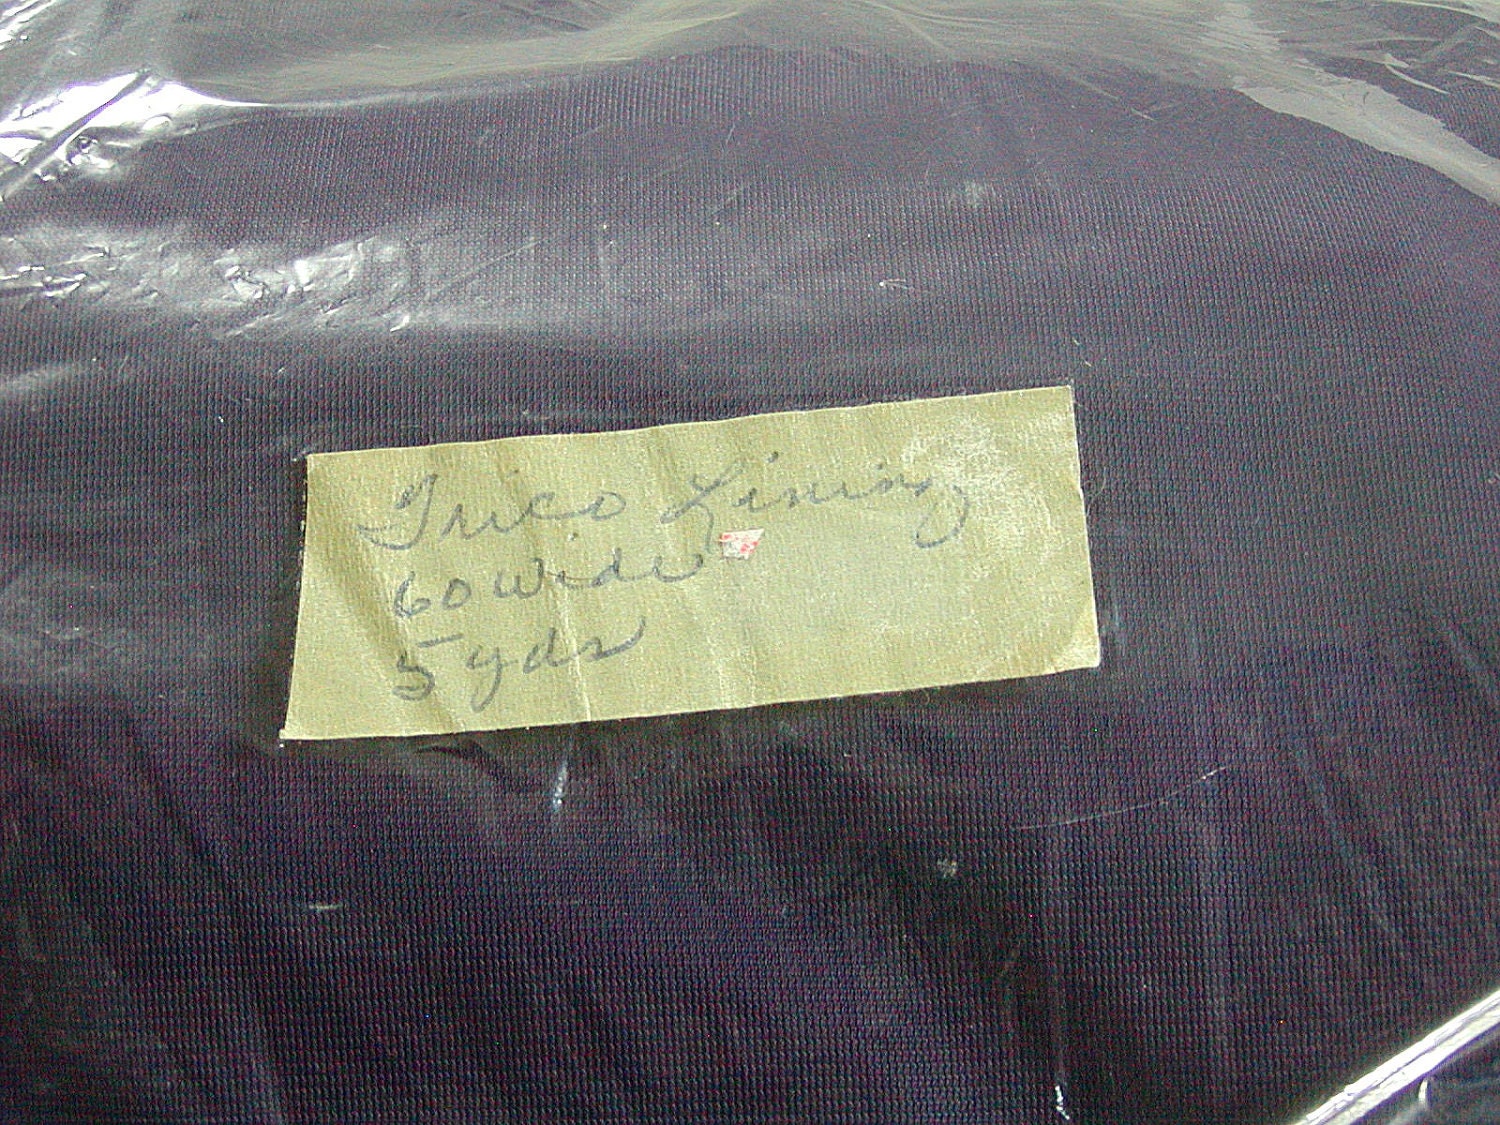 Trico Lining
60 wide
5 yds